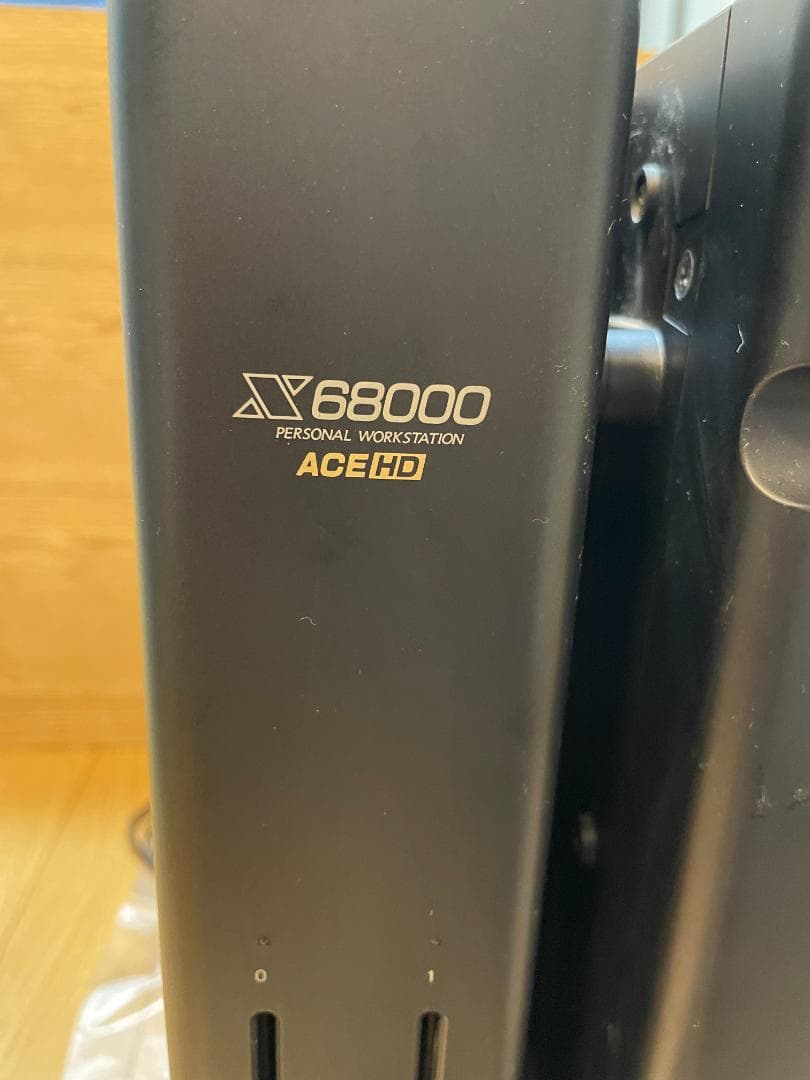 X68000
PERSONAL WORKSTATION
ACE HD
0 1